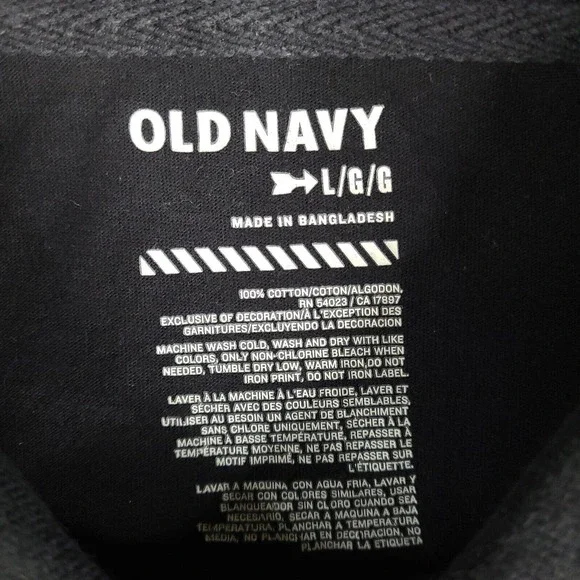 OLD NAVY
L/G/G
MADE IN BANGLADESH
100% COTTON/COTON/ALGODON,
RN 54023 / CA 17897
EXCLUSIVE OF DECORATION/À L'EXCEPTION DES
GARNITURES/EXCLUYENDO LA DECORACION
MACHINE WASH COLD, WASH AND DRY WITH LIKE
COLORS, ONLY NON-CHLORINE BLEACH WHEN
NEEDED, TUMBLE DRY LOW, WARM IRON,DO NOT
IRON PRINT, DO NOT IRON LABEL.
LAVER À LA MACHINE À L'EAU FROIDE, LAVER ET
SÉCHER AVEC DES COULEURS SEMBLABLES,
UTILISER AU BESOIN UN AGENT DE BLANCHIMENT
SANS CHLORE UNIQUEMENT, SÉCHER À LA
MACHINE À BASSE TEMPÉRATURE, REPASSER À
TEMPÉRATURE MOYENNE, NE PAS REPASSER LE
MOTIF IMPRIMÉ, NE PAS REPASSER SUR
L'ÉTIQUETTE.
LAVAR A MAQUINA CON AGUA FRIA, LAVAR Y
SECAR CON COLORES SIMILARES, USAR
BLANQUEADOR SIN CLORO CUANDO SEA
NECESARIO, SECAR A MAQUINA A BAJA
TEMPERATURA, PLANCHAR A TEMPERATURA
MEDIA, NO PLANCHAR EN DECORACION, NO
PLANCHAR LA ETIQUETA